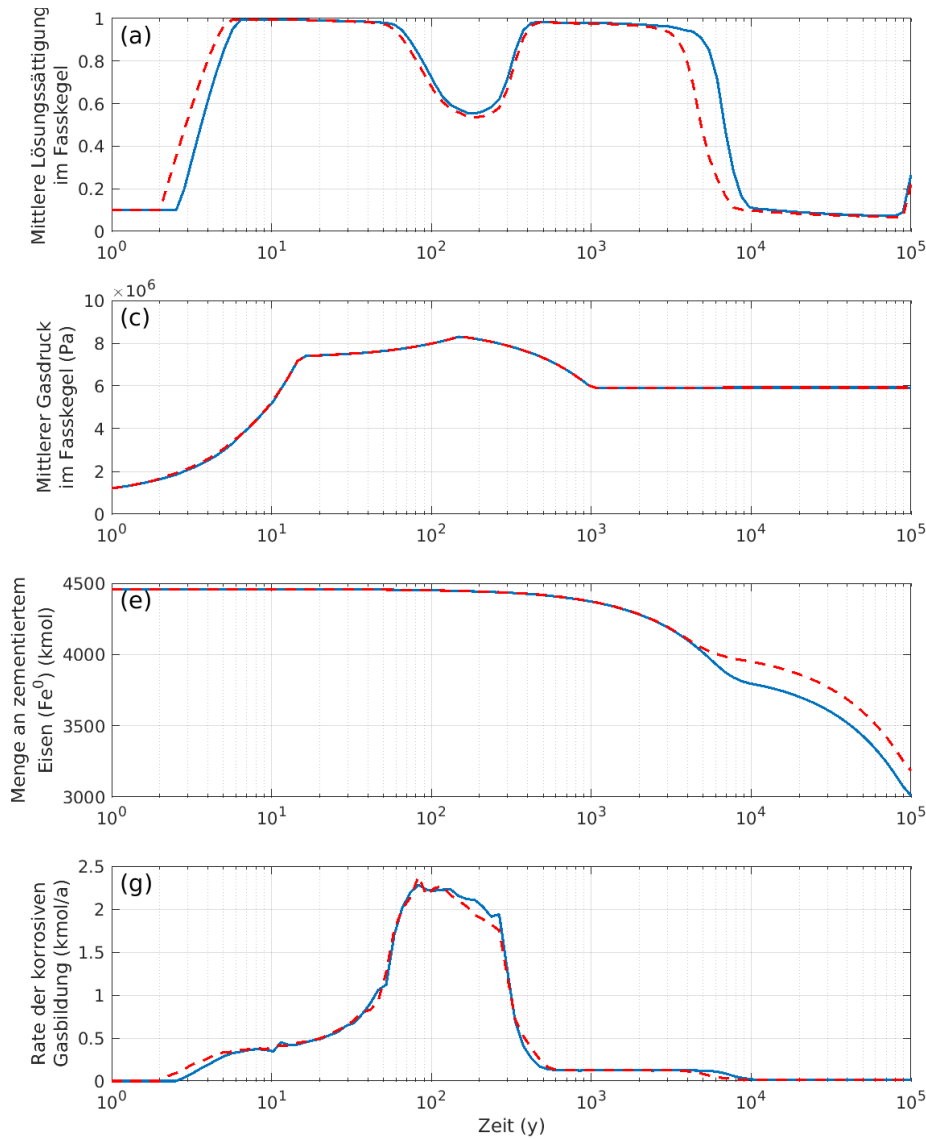 (a)
Mittlere Lösungssättigung
im Fasskegel
1
0.8
0.6
0.4
0.2
0
10^0 10^1 10^2 10^3 10^4 10^5
×10^6
(c)
Mittlerer Gasdruck
im Fasskegel (Pa)
10
8
6
4
2
0
10^0 10^1 10^2 10^3 10^4 10^5
(e)
Menge an zementiertem
Eisen (Fe^0) (kmol)
4500
4000
3500
3000
10^0 10^1 10^2 10^3 10^4 10^5
(g)
Rate der korrosiven
Gasbildung (kmol/a)
2.5
2
1.5
1
0.5
0
10^0 10^1 10^2 10^3 10^4 10^5
Zeit (y)